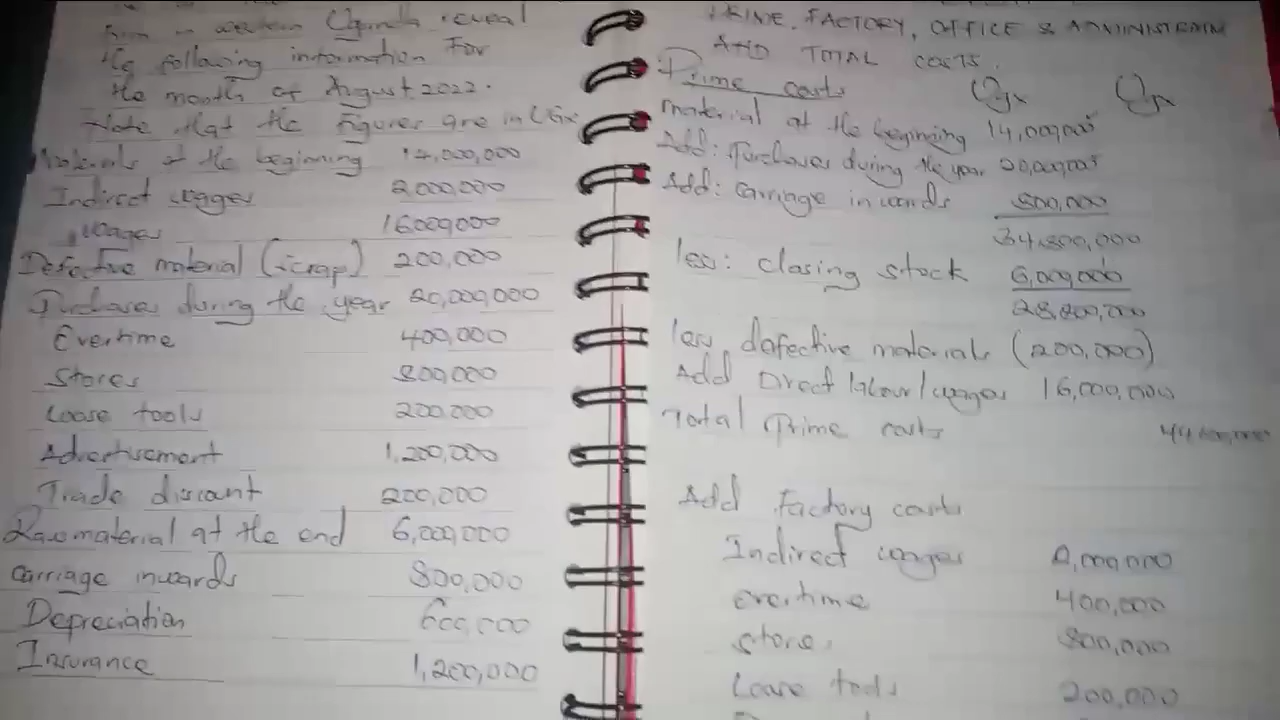 firm in western Uganda reveal
the following information for
the month of August 2022.
Note that the figures are in UGX
Materials at the beginning 14,000,000
Indirect wages 2,000,000
wages 16,000,000
Defective material (scrap) 200,000
Purchases during the year 20,000,000
Overtime 400,000
Stores 800,000
Loose tools 200,000
Advertisement 1,200,000
Trade discount 200,000
Raw material at the end 6,000,000
Carriage inwards 800,000
Depreciation 600,000
Insurance 1,200,000
PRIME, FACTORY, OFFICE & ADMINISTRATN
AND TOTAL COSTS.
Prime costs Ugx Ugx
material at the beginning 14,000,000
Add: Purchases during the year 20,000,000
Add: Carriage inwards 800,000
34,800,000
less: closing stock 6,000,000
28,800,000
less defective materials (200,000)
Add Direct labour/wages 16,000,000
Total prime costs 44,600,000
Add factory costs
Indirect wages 2,000,000
overtime 400,000
stores 800,000
Loose tools 200,000